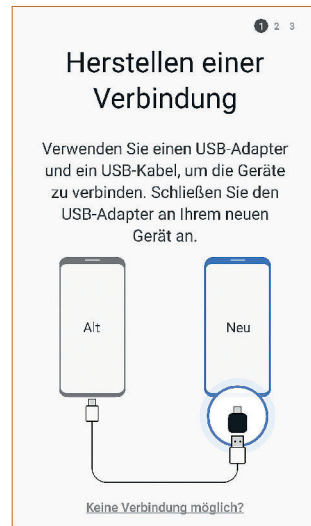 1 2 3
Herstellen einer
Verbindung
Verwenden Sie einen USB-Adapter
und ein USB-Kabel, um die Geräte
zu verbinden. Schließen Sie den
USB-Adapter an Ihrem neuen
Gerät an.
Alt Neu
Keine Verbindung möglich?